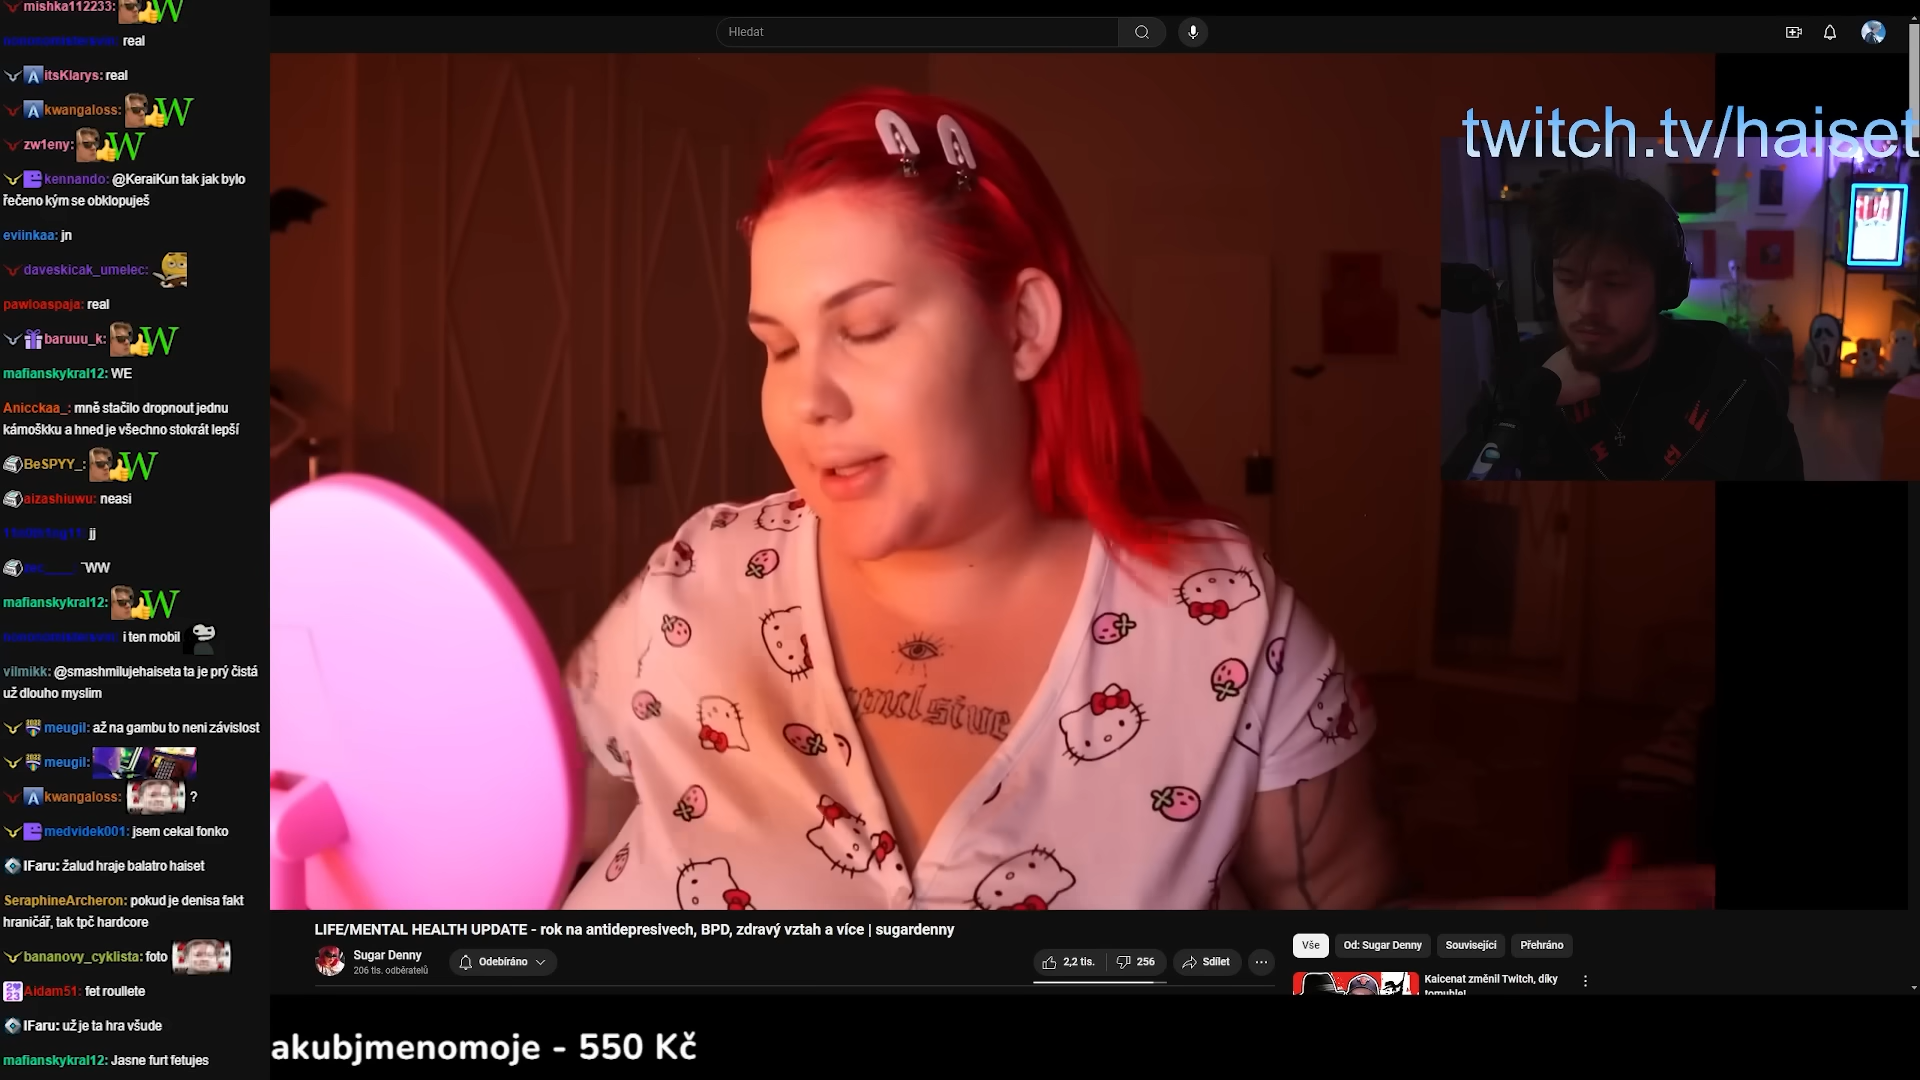 mishka112233:
real
itsKlarys: real
kwangaloss:
zw1eny:
kennando: @KeraiKun tak jak bylo
řečeno kým se obklopuješ
eviinkaa: jn
daveskicak_umelec:
pawloaspaja: real
baruuu_k:
mafianskykral12: WE
Anicckaa_: mně stačilo dropnout jednu
kámoškku a hned je všechno stokrát lepší
BeSPYY_:
aizashiuwu: neasi
jj
WW
mafianskykral12:
i ten mobil
vilmikk: @smashmilujehaiseta ta je prý čistá
už dlouho myslim
meugil: až na gambu to neni závislost
meugil:
kwangaloss: ?
medvidek001: jsem cekal fonko
IFaru: žalud hraje balatro haiset
SeraphineArcheron: pokud je denisa fakt
hraničář, tak tpč hardcore
bananovy_cyklista: foto
Aidam51: fet roullete
IFaru: už je ta hra všude
mafianskykral12: Jasne furt fetujes
Hledat
twitch.tv/haiset
LIFE/MENTAL HEALTH UPDATE - rok na antidepresivech, BPD, zdravý vztah a více | sugardenny
Sugar Denny
206 tis. odběratelů
Odebíráno
2,2 tis.
256
Sdílet
Vše
Od: Sugar Denny
Související
Přehráno
Kaicenat změnil Twitch, díky
tomuhle!
akubjmenomoje - 550 Kč